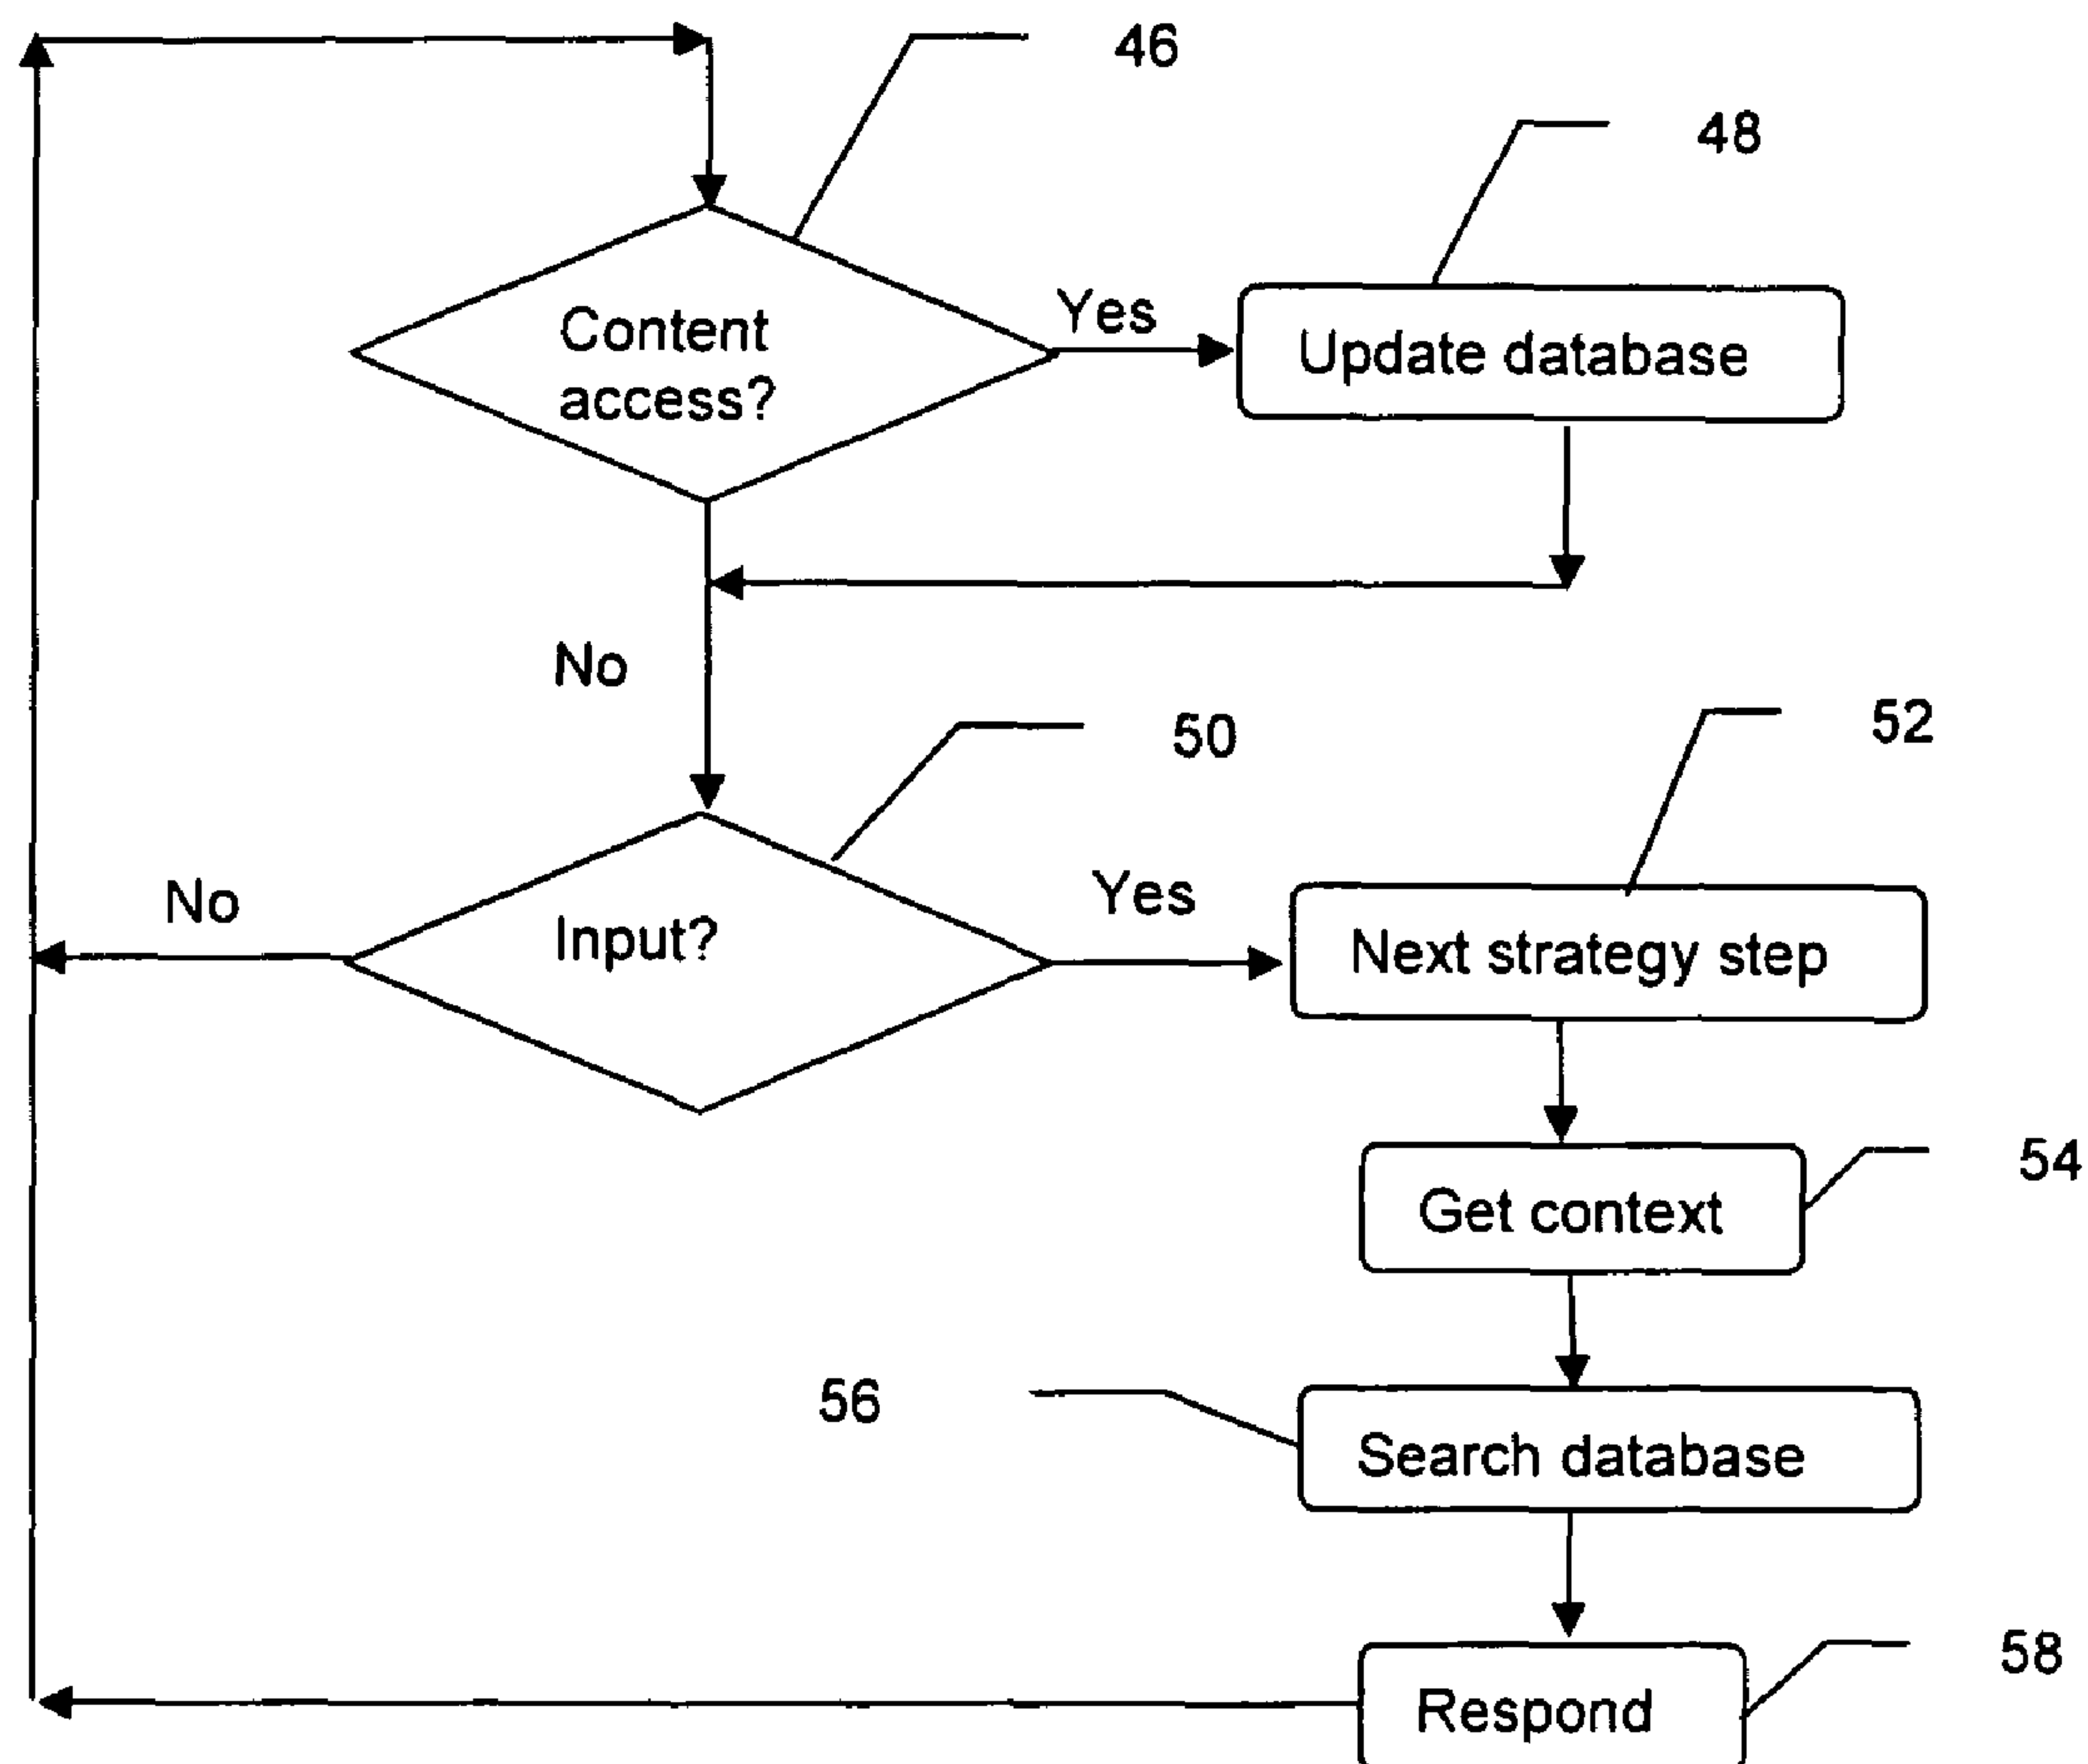 46
48
Content
access?
Yes
Update database
No
50
52
No
Input?
Yes
Next strategy step
54
Get context
56
Search database
58
Respond